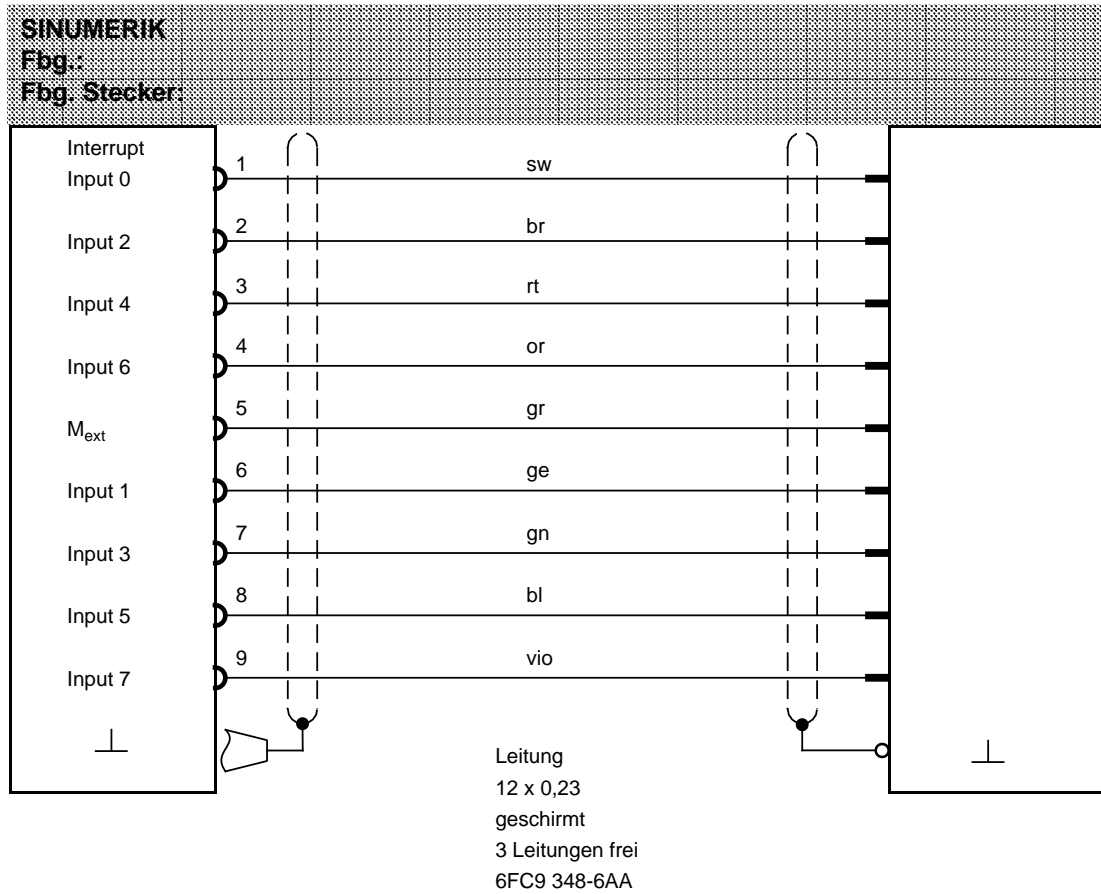 SINUMERIK
Fbg.:
Fbg. Stecker:
Interrupt
Input 0 1 sw
Input 2 2 br
Input 4 3 rt
Input 6 4 or
Mext 5 gr
Input 1 6 ge
Input 3 7 gn
Input 5 8 bl
Input 7 9 vio
Leitung
12 x 0,23
geschirmt
3 Leitungen frei
6FC9 348-6AA